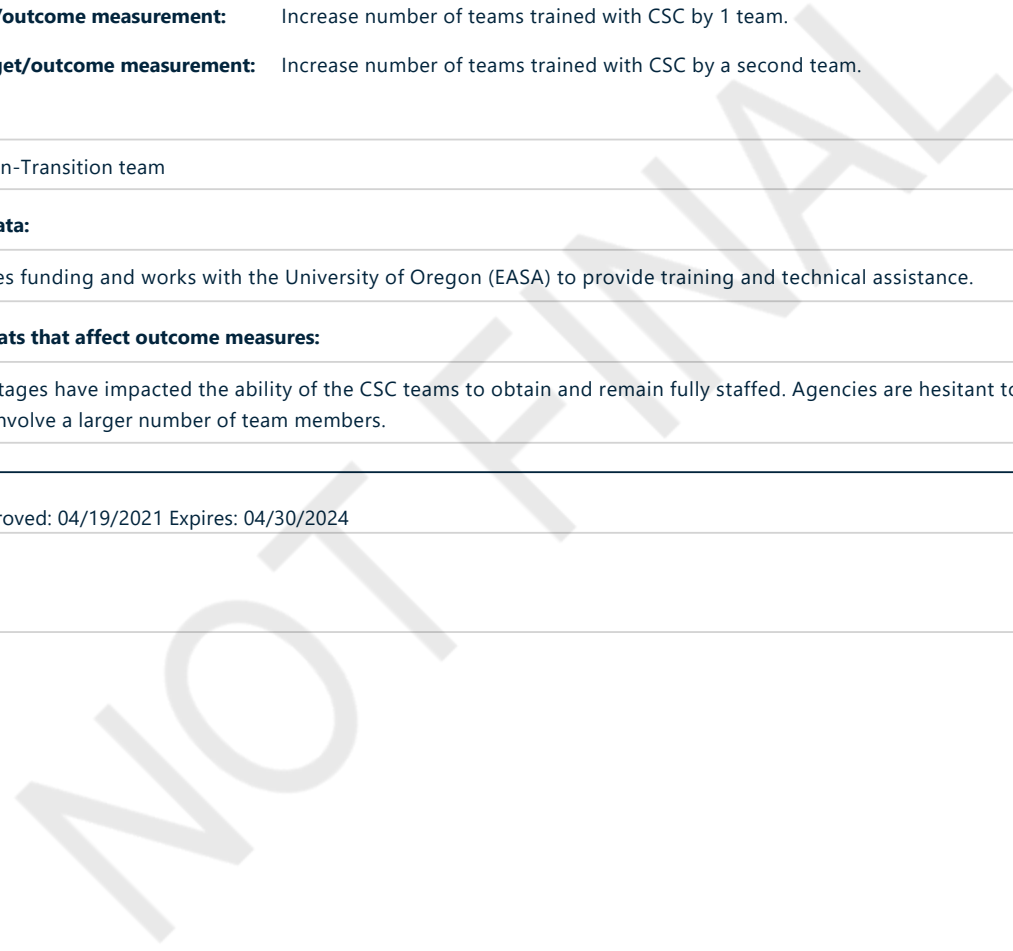 /outcome measurement: Increase number of teams trained with CSC by 1 team.
get/outcome measurement: Increase number of teams trained with CSC by a second team.
n-Transition team
ata:
es funding and works with the University of Oregon (EASA) to provide training and technical assistance.
ats that affect outcome measures:
tages have impacted the ability of the CSC teams to obtain and remain fully staffed. Agencies are hesitant to
nvolve a larger number of team members.
roved: 04/19/2021 Expires: 04/30/2024
NOT FINAL